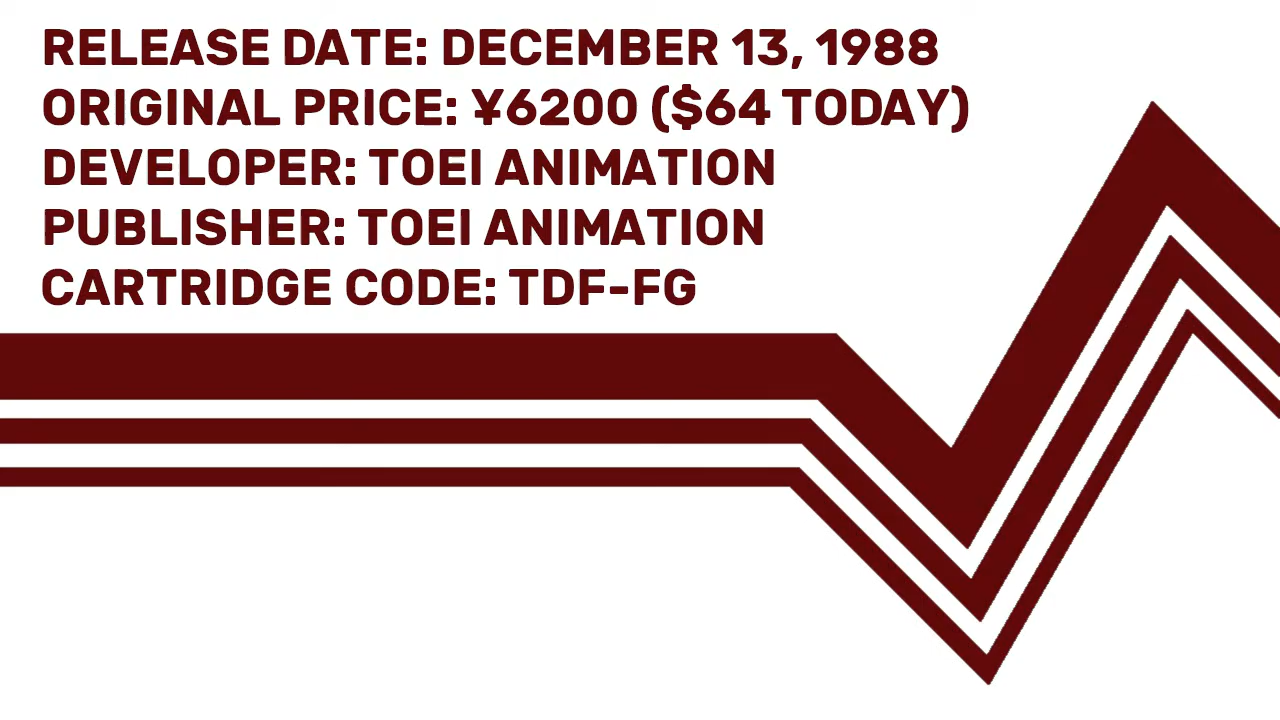 RELEASE DATE: DECEMBER 13, 1988
ORIGINAL PRICE: ¥6200 ($64 TODAY)
DEVELOPER: TOEI ANIMATION
PUBLISHER: TOEI ANIMATION
CARTRIDGE CODE: TDF-FG